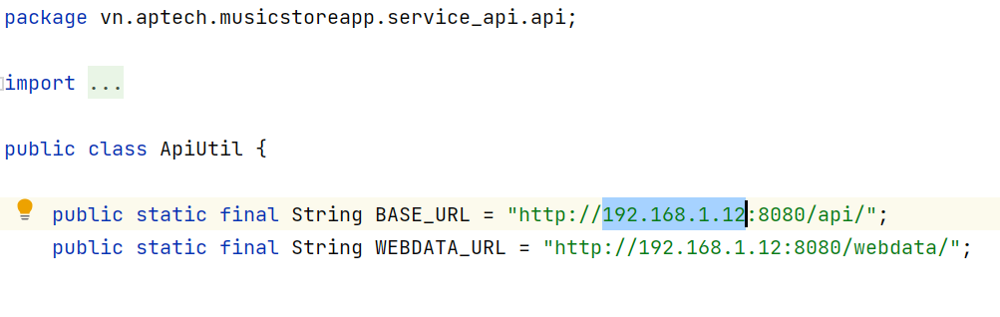 package vn.aptech.musicstoreapp.service_api.api;
import ...
public class ApiUtil {
public static final String BASE_URL = "http://192.168.1.12:8080/api/";
public static final String WEBDATA_URL = "http://192.168.1.12:8080/webdata/";